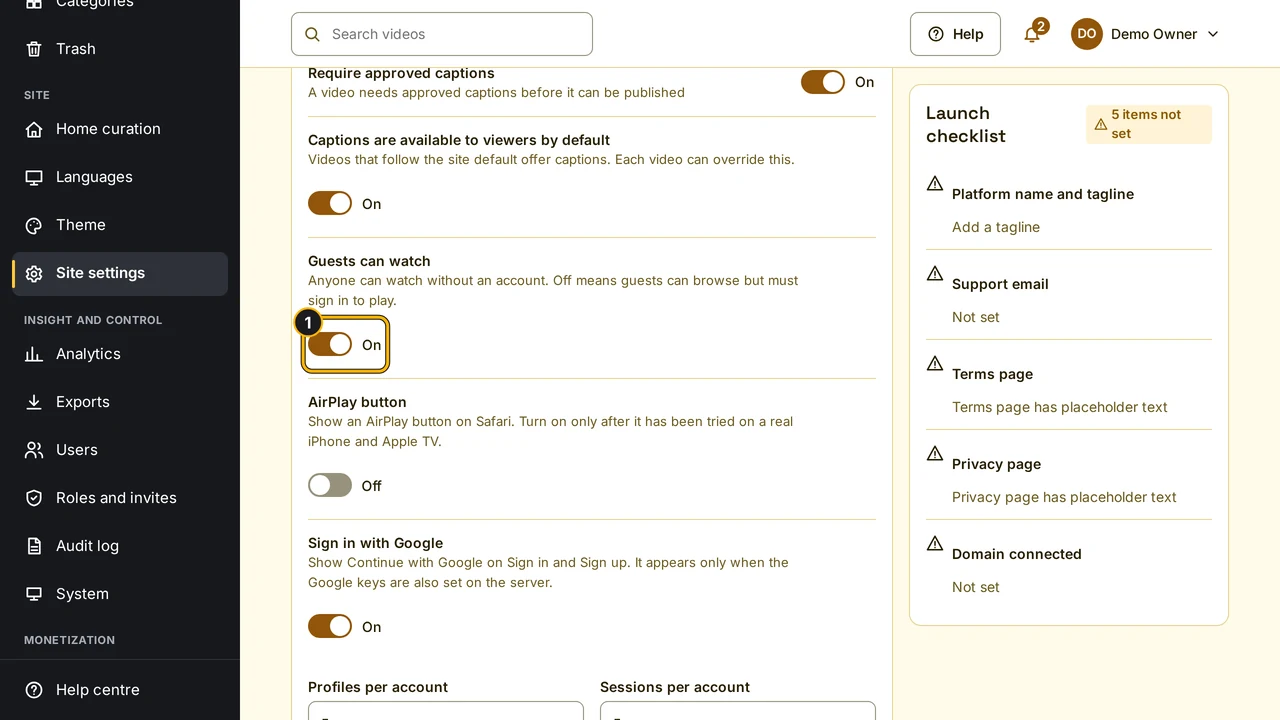 Categories
Trash
SITE
Home curation
Languages
Theme
Site settings
INSIGHT AND CONTROL
Analytics
Exports
Users
Roles and invites
Audit log
System
MONETIZATION
Help centre
Search videos
Help
2
DO
Demo Owner
Require approved captions
A video needs approved captions before it can be published
On
Captions are available to viewers by default
Videos that follow the site default offer captions. Each video can override this.
On
Guests can watch
Anyone can watch without an account. Off means guests can browse but must
sign in to play.
1
On
AirPlay button
Show an AirPlay button on Safari. Turn on only after it has been tried on a real
iPhone and Apple TV.
Off
Sign in with Google
Show Continue with Google on Sign in and Sign up. It appears only when the
Google keys are also set on the server.
On
Profiles per account
Sessions per account
Launch
checklist
5 items not
set
Platform name and tagline
Add a tagline
Support email
Not set
Terms page
Terms page has placeholder text
Privacy page
Privacy page has placeholder text
Domain connected
Not set